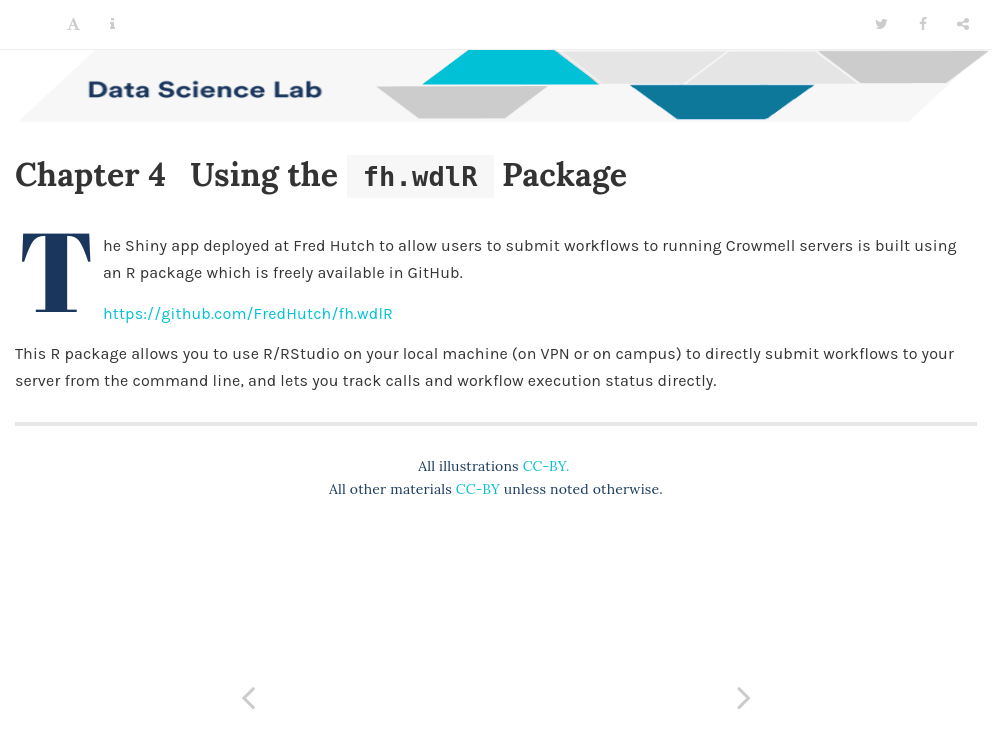 Data Science Lab
Chapter 4 Using the fh.wdlR Package
The Shiny app deployed at Fred Hutch to allow users to submit workflows to running Crowmell servers is built using
an R package which is freely available in GitHub.
https://github.com/FredHutch/fh.wdlR
This R package allows you to use R/RStudio on your local machine (on VPN or on campus) to directly submit workflows to your
server from the command line, and lets you track calls and workflow execution status directly.
All illustrations CC-BY.
All other materials CC-BY unless noted otherwise.